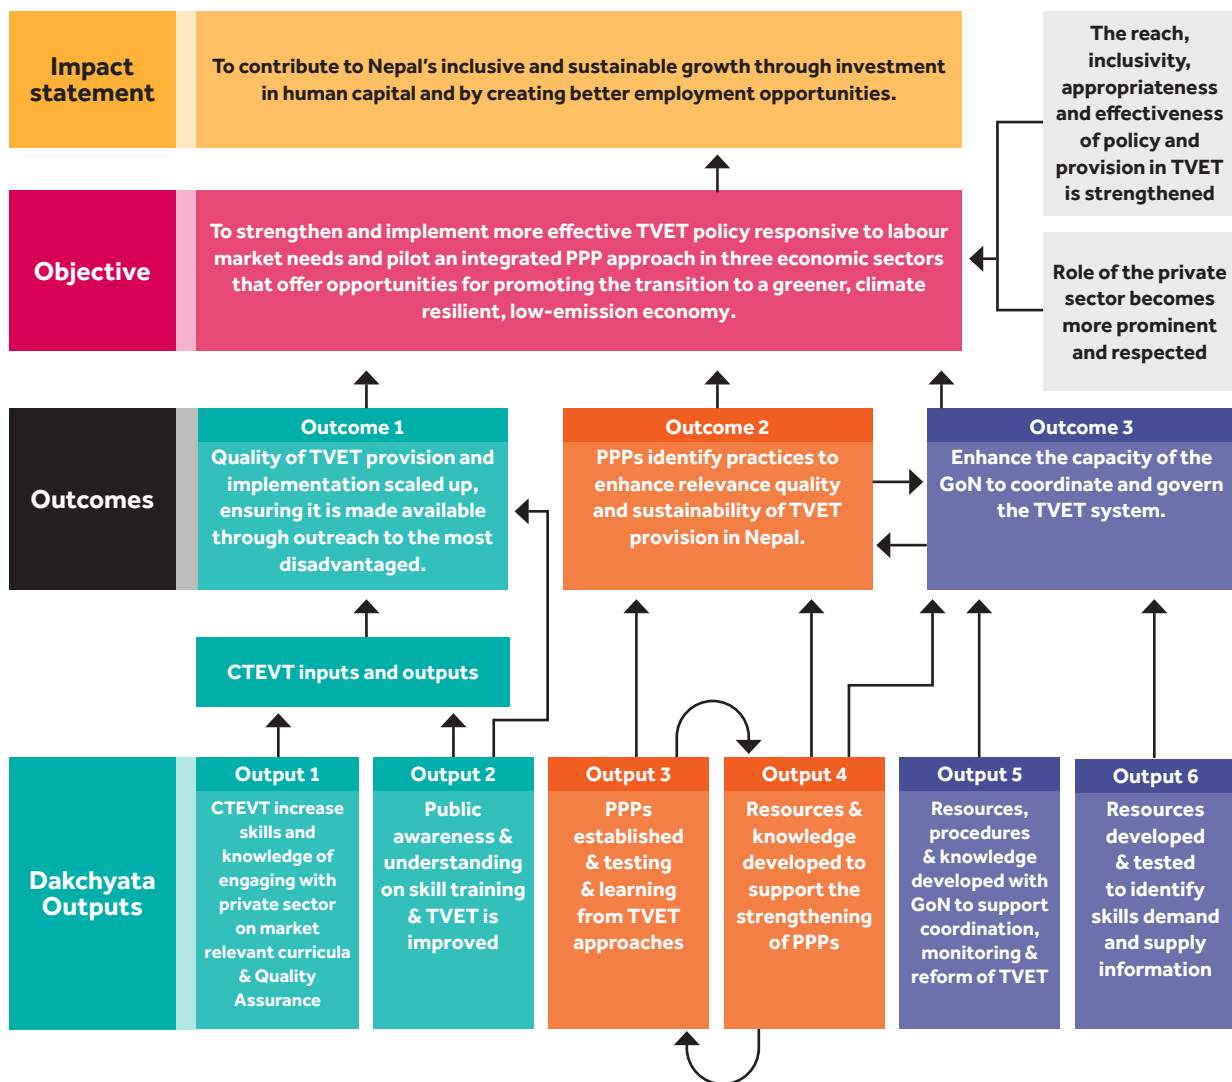 Impact
statement
To contribute to Nepal's inclusive and sustainable growth through investment
in human capital and by creating better employment opportunities.
The reach,
inclusivity,
appropriateness
and effectiveness
of policy and
provision in TVET
is strengthened
Objective
To strengthen and implement more effective TVET policy responsive to labour
market needs and pilot an integrated PPP approach in three economic sectors
that offer opportunities for promoting the transition to a greener, climate
resilient, low-emission economy.
Role of the private
sector becomes
more prominent
and respected
Outcomes
Outcome 1
Quality of TVET provision and
implementation scaled up,
ensuring it is made available
through outreach to the most
disadvantaged.
Outcome 2
PPPs identify practices to
enhance relevance quality
and sustainability of TVET
provision in Nepal.
Outcome 3
Enhance the capacity of the
GoN to coordinate and govern
the TVET system.
CTEVT inputs and outputs
Dakchyata
Outputs
Output 1
CTEVT increase
skills and
knowledge of
engaging with
private sector
on market
relevant curricula
& Quality
Assurance
Output 2
Public
awareness &
understanding
on skill training
& TVET is
improved
Output 3
PPPs
established
& testing
& learning
from TVET
approaches
Output 4
Resources &
knowledge
developed to
support the
strengthening
of PPPs
Output 5
Resources,
procedures
& knowledge
developed with
GoN to support
coordination,
monitoring &
reform of TVET
Output 6
Resources
developed
& tested
to identify
skills demand
and supply
information